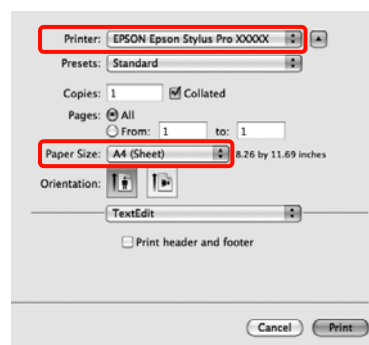 Printer: EPSON Epson Stylus Pro XXXXX
Presets: Standard
Copies: 1 Collated
Pages: All
From: 1 to: 1
Paper Size: A4 (Sheet) 8.26 by 11.69 inches
Orientation:
TextEdit
Print header and footer
Cancel Print